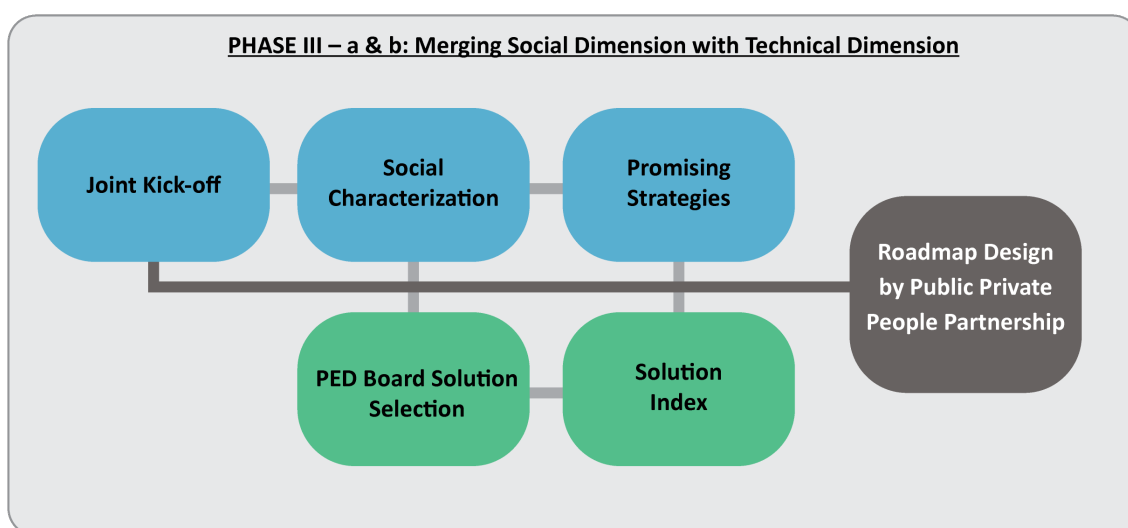 PHASE III – a & b: Merging Social Dimension with Technical Dimension
Joint Kick-off
Social
Characterization
Promising
Strategies
Roadmap Design
by Public Private
People Partnership
PED Board Solution
Selection
Solution
Index